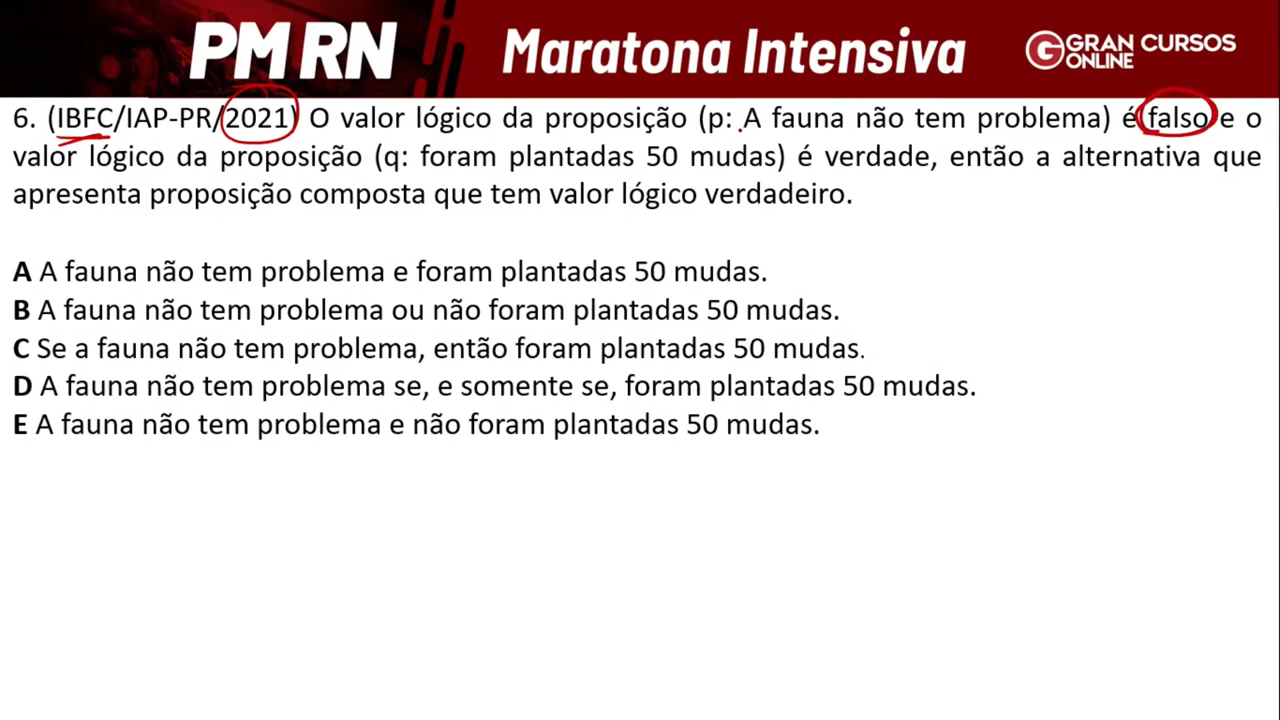 PM RN
Maratona Intensiva
GRAN CURSOS
ONLINE
6. (IBFC/IAP-PR/2021) O valor lógico da proposição (p: A fauna não tem problema) é falso e o
valor lógico da proposição (q: foram plantadas 50 mudas) é verdade, então a alternativa que
apresenta proposição composta que tem valor lógico verdadeiro.
A A fauna não tem problema e foram plantadas 50 mudas.
B A fauna não tem problema ou não foram plantadas 50 mudas.
C Se a fauna não tem problema, então foram plantadas 50 mudas.
D A fauna não tem problema se, e somente se, foram plantadas 50 mudas.
E A fauna não tem problema e não foram plantadas 50 mudas.